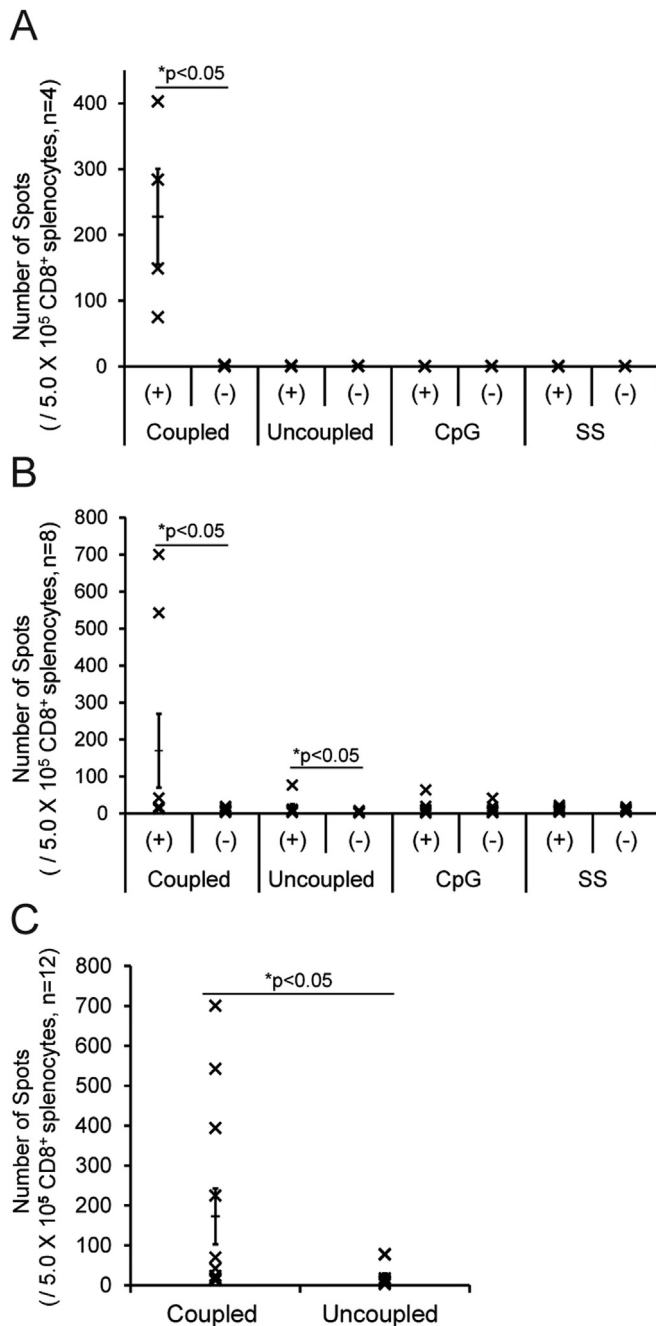 A
*p<0.05
Number of Spots
(/ 5.0 X 10⁵ CD8⁺ splenocytes, n=4)
400
300
200
100
0
(+) (-) (+) (-) (+) (-) (+) (-)
Coupled Uncoupled CpG SS
B
*p<0.05
*p<0.05
Number of Spots
(/ 5.0 X 10⁵ CD8⁺ splenocytes, n=8)
800
700
600
500
400
300
200
100
0
(+) (-) (+) (-) (+) (-) (+) (-)
Coupled Uncoupled CpG SS
C
*p<0.05
Number of Spots
(/ 5.0 X 10⁵ CD8⁺ splenocytes, n=12)
800
700
600
500
400
300
200
100
0
Coupled Uncoupled